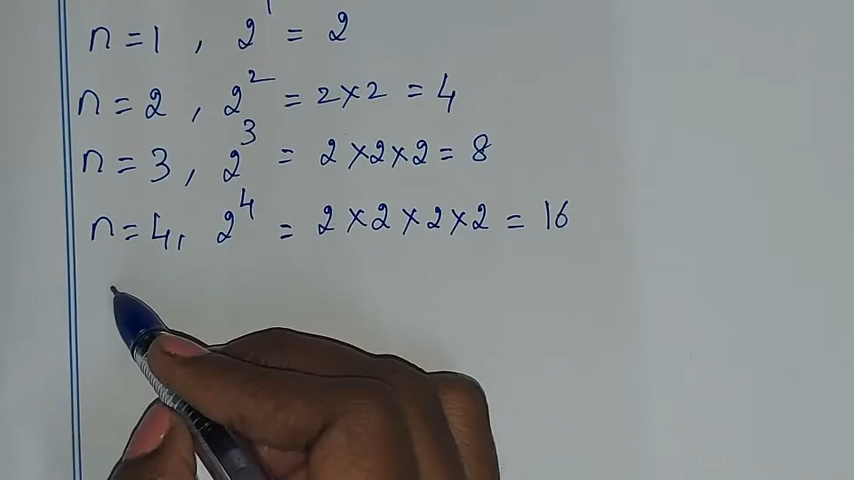 n = 1 , 2¹ = 2
n = 2 , 2² = 2×2 = 4
n = 3 , 2³ = 2×2×2 = 8
n = 4, 2⁴ = 2×2×2×2 = 16